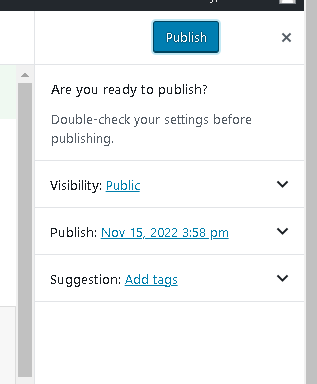 Publish
Are you ready to publish?
Double-check your settings before
publishing.
Visibility: Public
Publish: Nov 15, 2022 3:58 pm
Suggestion: Add tags